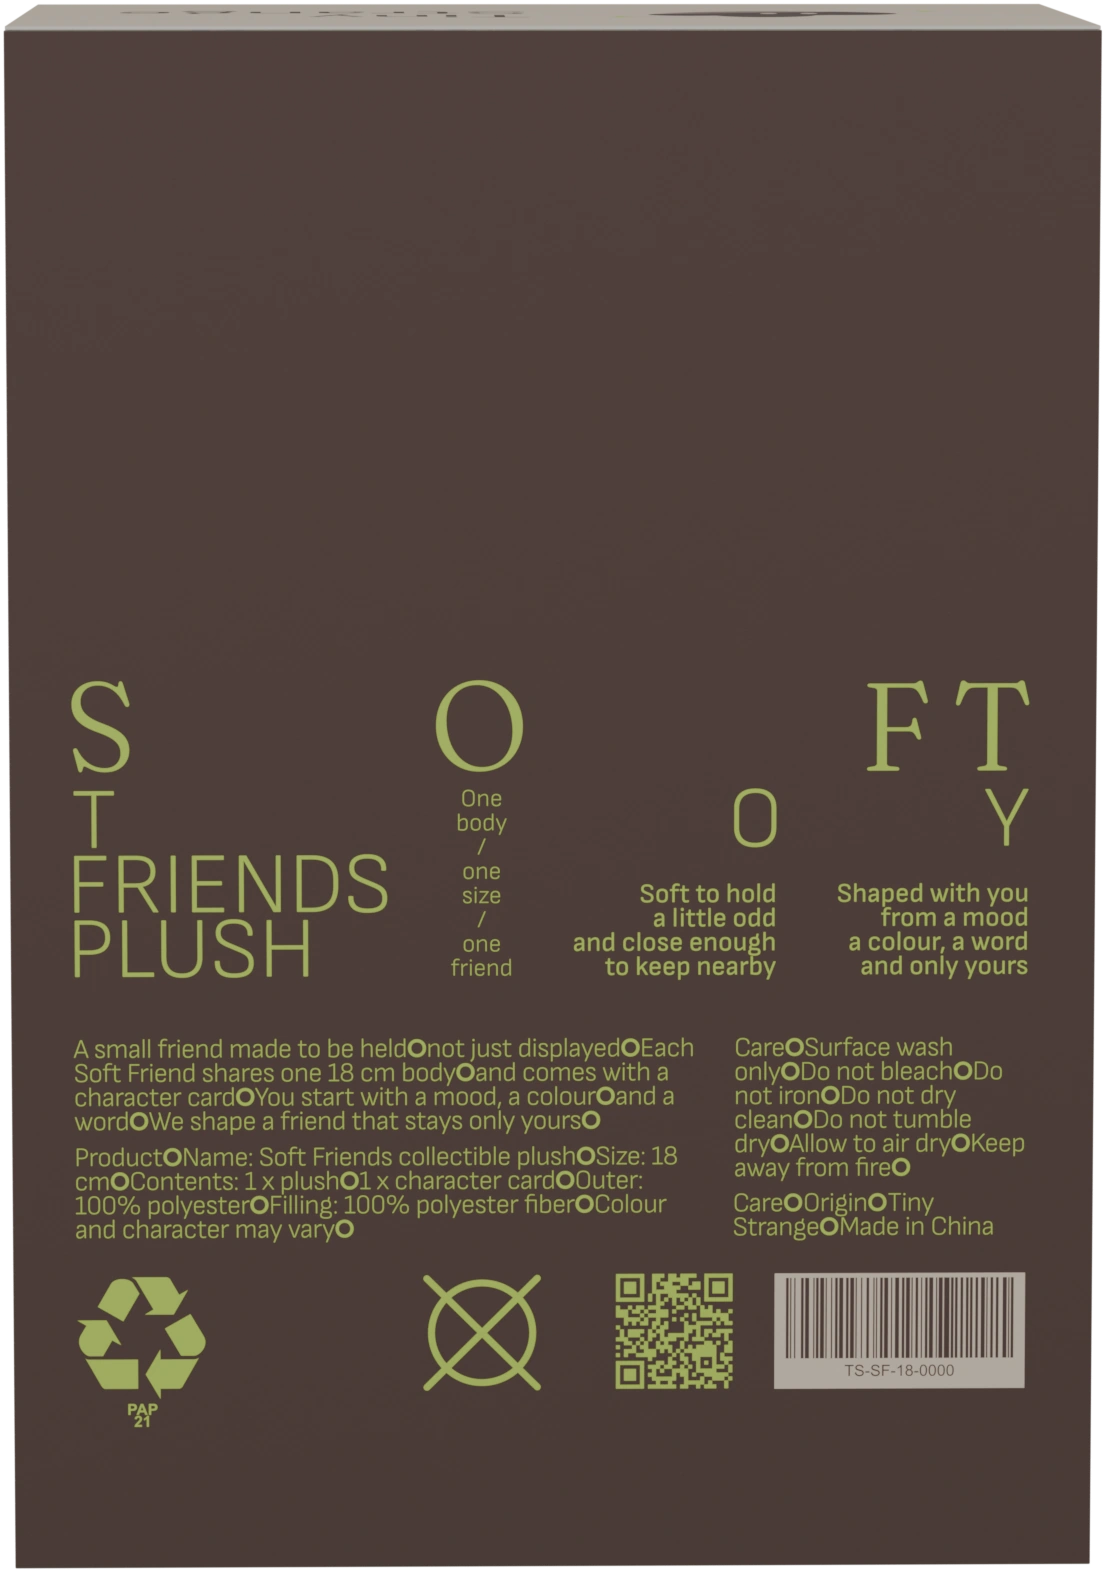 S O F T
T O Y
FRIENDS
PLUSH
One
body
/
one
size
/
one
friend
Soft to hold
a little odd
and close enough
to keep nearby
Shaped with you
from a mood
a colour, a word
and only yours
A small friend made to be heldOnot just displayedOEach
Soft Friend shares one 18 cm bodyOand comes with a
character cardOYou start with a mood, a colourOand a
wordOWe shape a friend that stays only yoursO
ProductOName: Soft Friends collectible plushOSize: 18
cmOContents: 1 x plushO1 x character cardOOuter:
100% polyesterOFilling: 100% polyester fiberOColour
and character may varyO
CareOSurface wash
onlyODo not bleachODo
not ironODo not dry
cleanODo not tumble
dryOAllow to air dryOKeep
away from fireO
CareOOriginOTiny
StrangeOMade in China
PAP
21
TS-SF-18-0000